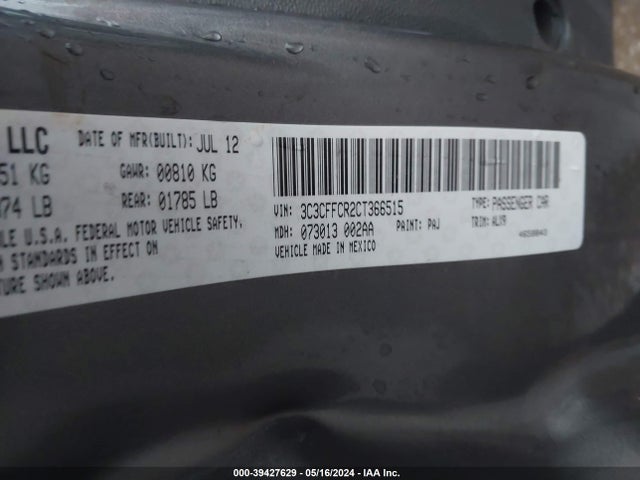 LLC DATE OF MFR(BUILT): JUL 12
51 KG GAWR: 00810 KG
74 LB REAR: 01785 LB
LE U.S.A. FEDERAL MOTOR VEHICLE SAFETY,
STANDARDS IN EFFECT ON
TURE SHOWN ABOVE.
VIN: 3C3CFFCR2CT366515 TYPE: PASSENGER CAR
MDH: 073013 002AA PAINT: PAJ TRIM: ALX9
VEHICLE MADE IN MEXICO
000-39427629 - 05/16/2024 - IAA Inc.